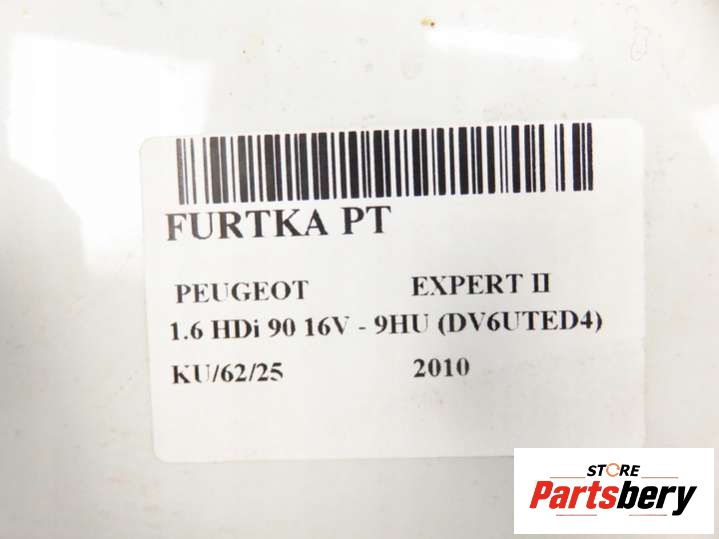 FURTKA PT
PEUGEOT EXPERT II
1.6 HDi 90 16V - 9HU (DV6UTED4)
KU/62/25 2010
STORE
Partsbery